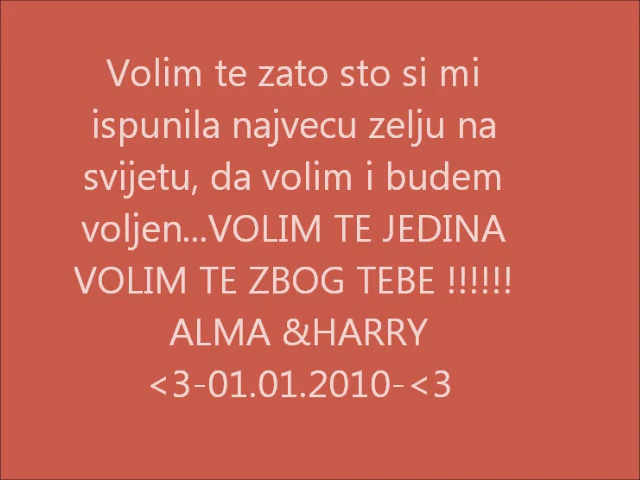 Volim te zato sto si mi
ispunila najvecu zelju na
svijetu, da volim i budem
voljen...VOLIM TE JEDINA
VOLIM TE ZBOG TEBE !!!!!!
ALMA &HARRY
<3-01.01.2010-<3